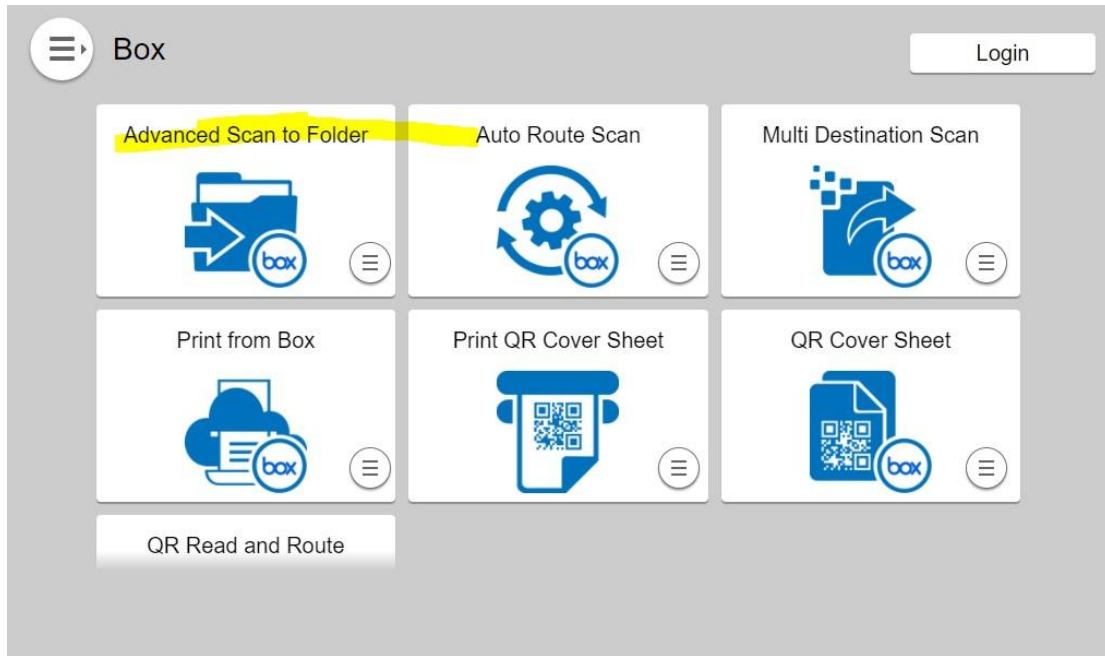 Box
Login
Advanced Scan to Folder
Auto Route Scan
Multi Destination Scan
box
box
box
Print from Box
Print QR Cover Sheet
QR Cover Sheet
box
box
QR Read and Route